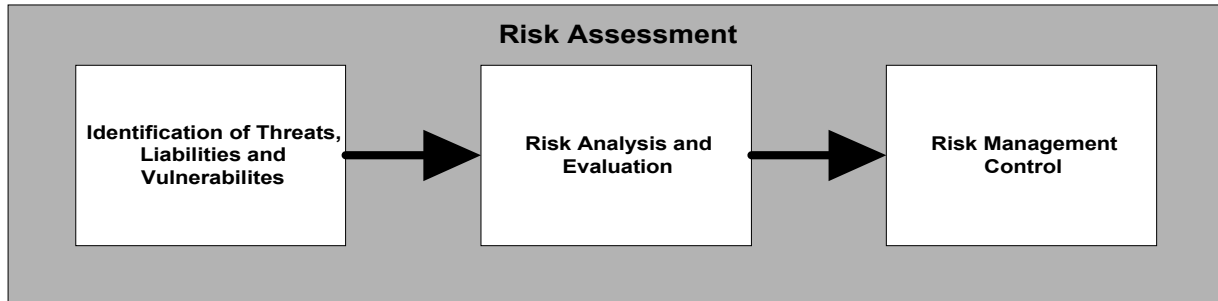 Risk Assessment
Identification of Threats,
Liabilities and
Vulnerabilites
Risk Analysis and
Evaluation
Risk Management
Control